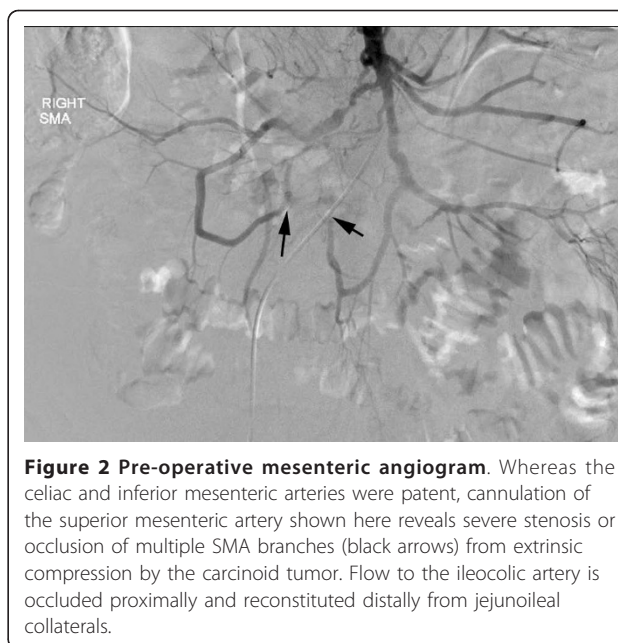 RIGHT
SMA
Figure 2 Pre-operative mesenteric angiogram. Whereas the
celiac and inferior mesenteric arteries were patent, cannulation of
the superior mesenteric artery shown here reveals severe stenosis or
occlusion of multiple SMA branches (black arrows) from extrinsic
compression by the carcinoid tumor. Flow to the ileocolic artery is
occluded proximally and reconstituted distally from jejunoileal
collaterals.